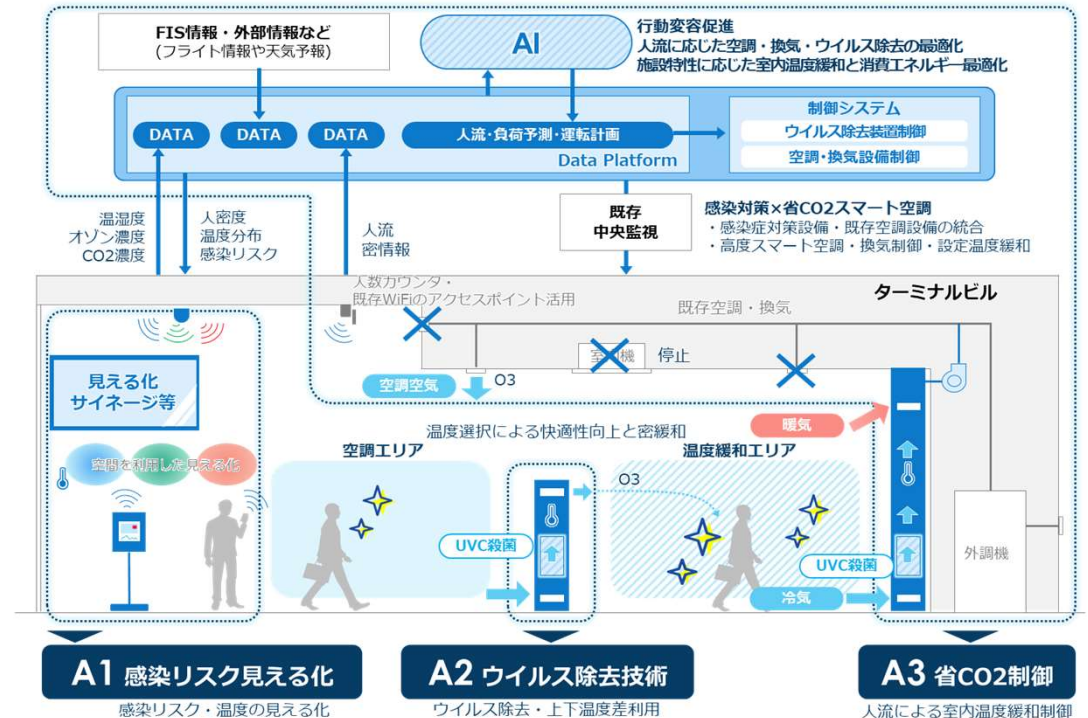 FIS情報・外部情報など
(フライト情報や天気予報)
AI
行動変容促進
人流に応じた空調・換気・ウイルス除去の最適化
施設特性に応じた室内温度緩和と消費エネルギー最適化
DATA
DATA
DATA
人流・負荷予測・運転計画
Data Platform
制御システム
ウイルス除去装置制御
空調・換気設備制御
温湿度
オゾン濃度
CO2濃度
人密度
温度分布
感染リスク
人流
密情報
既存
中央監視
感染対策×省CO2スマート空調
・感染症対策設備・既存空調設備の統合
・高度スマート空調・換気制御・設定温度緩和
人数カウンタ・
既存WiFiのアクセスポイント活用
既存空調・換気
ターミナルビル
室内機
停止
見える化
サイネージ等
空調空気
O3
暖気
温度選択による快適性向上と密緩和
空調エリア
温度緩和エリア
空間を利用した見える化
O3
UVC殺菌
UVC殺菌
冷気
外調機
A1 感染リスク見える化
感染リスク・温度の見える化
A2 ウイルス除去技術
ウイルス除去・上下温度差利用
A3 省CO2制御
人流による室内温度緩和制御